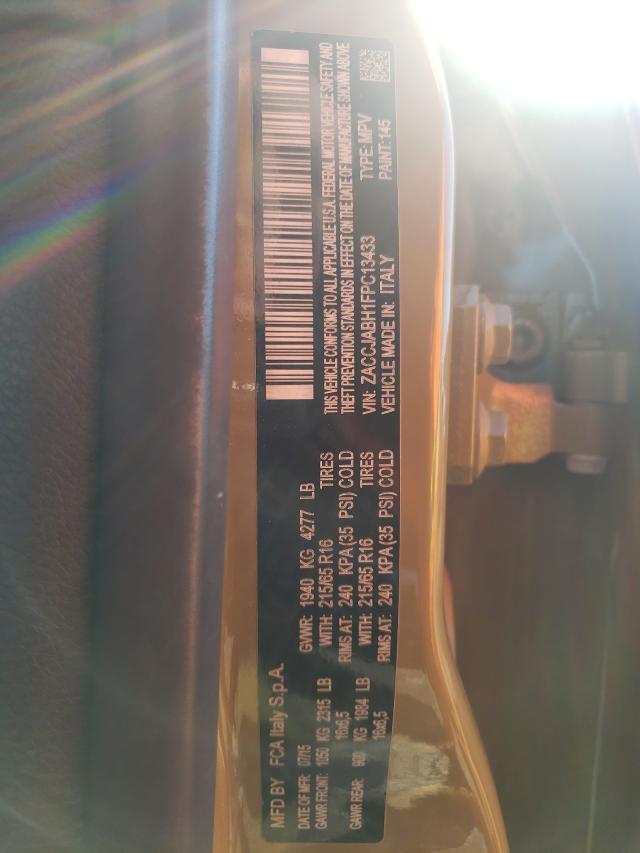 MFD BY FCA Italy S.p.A.
DATE OF MFR: 07/15 GVWR: 1940 KG 4277 LB
GAWR FRONT: 1050 KG 2315 LB WITH: 215/65 R16 TIRES
16x6,5 RIMS AT: 240 KPA(35 PSI) COLD
GAWR REAR: 900 KG 1984 LB WITH: 215/65 R16 TIRES
16x6,5 RIMS AT: 240 KPA(35 PSI) COLD
THIS VEHICLE CONFORMS TO ALL APPLICABLE U.S.A. FEDERAL MOTOR VEHICLE SAFETY AND
THEFT PREVENTION STANDARDS IN EFFECT ON THE DATE OF MANUFACTURE SHOWN ABOVE
VIN: ZACCJABH1FPC13433 TYPE: MPV
VEHICLE MADE IN: ITALY PAINT: 145